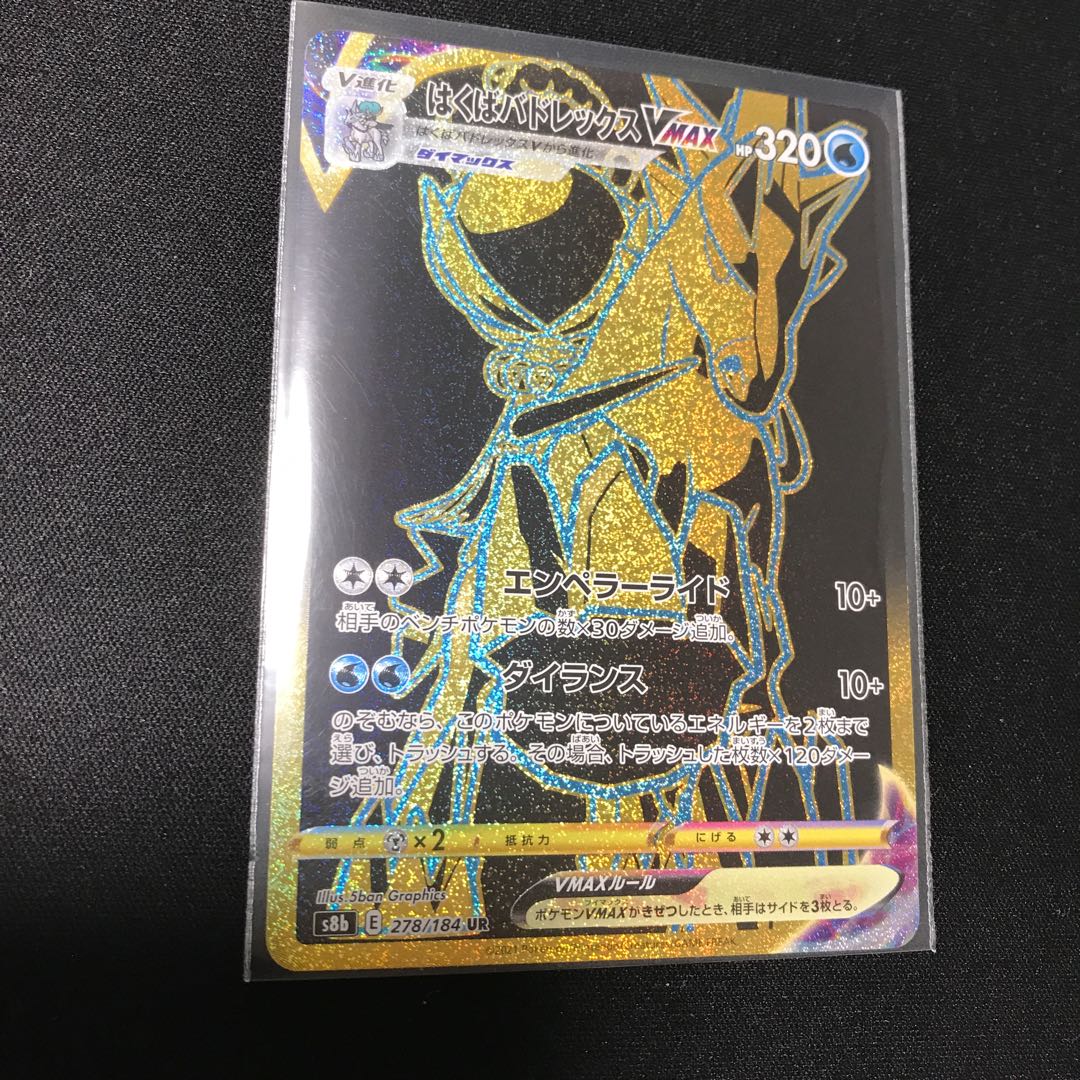 V進化
はくばバドレックスVMAX
HP 320
はくばバドレックスVから進化
ダイマックス
エンペラーライド 10+
相手のベンチポケモンの数×30ダメージ追加。
ダイランス 10+
のぞむなら、このポケモンについているエネルギーを2枚まで
選び、トラッシュする。その場合、トラッシュした枚数×120ダメー
ジ追加。
弱点 ×2 抵抗力 にげる
VMAXルール
ポケモンVMAXがきぜつしたとき、相手はサイドを3枚とる。
Illus. 5ban Graphics
s8b E 278/184 UR
©2021 Pokémon
GAME FREAK